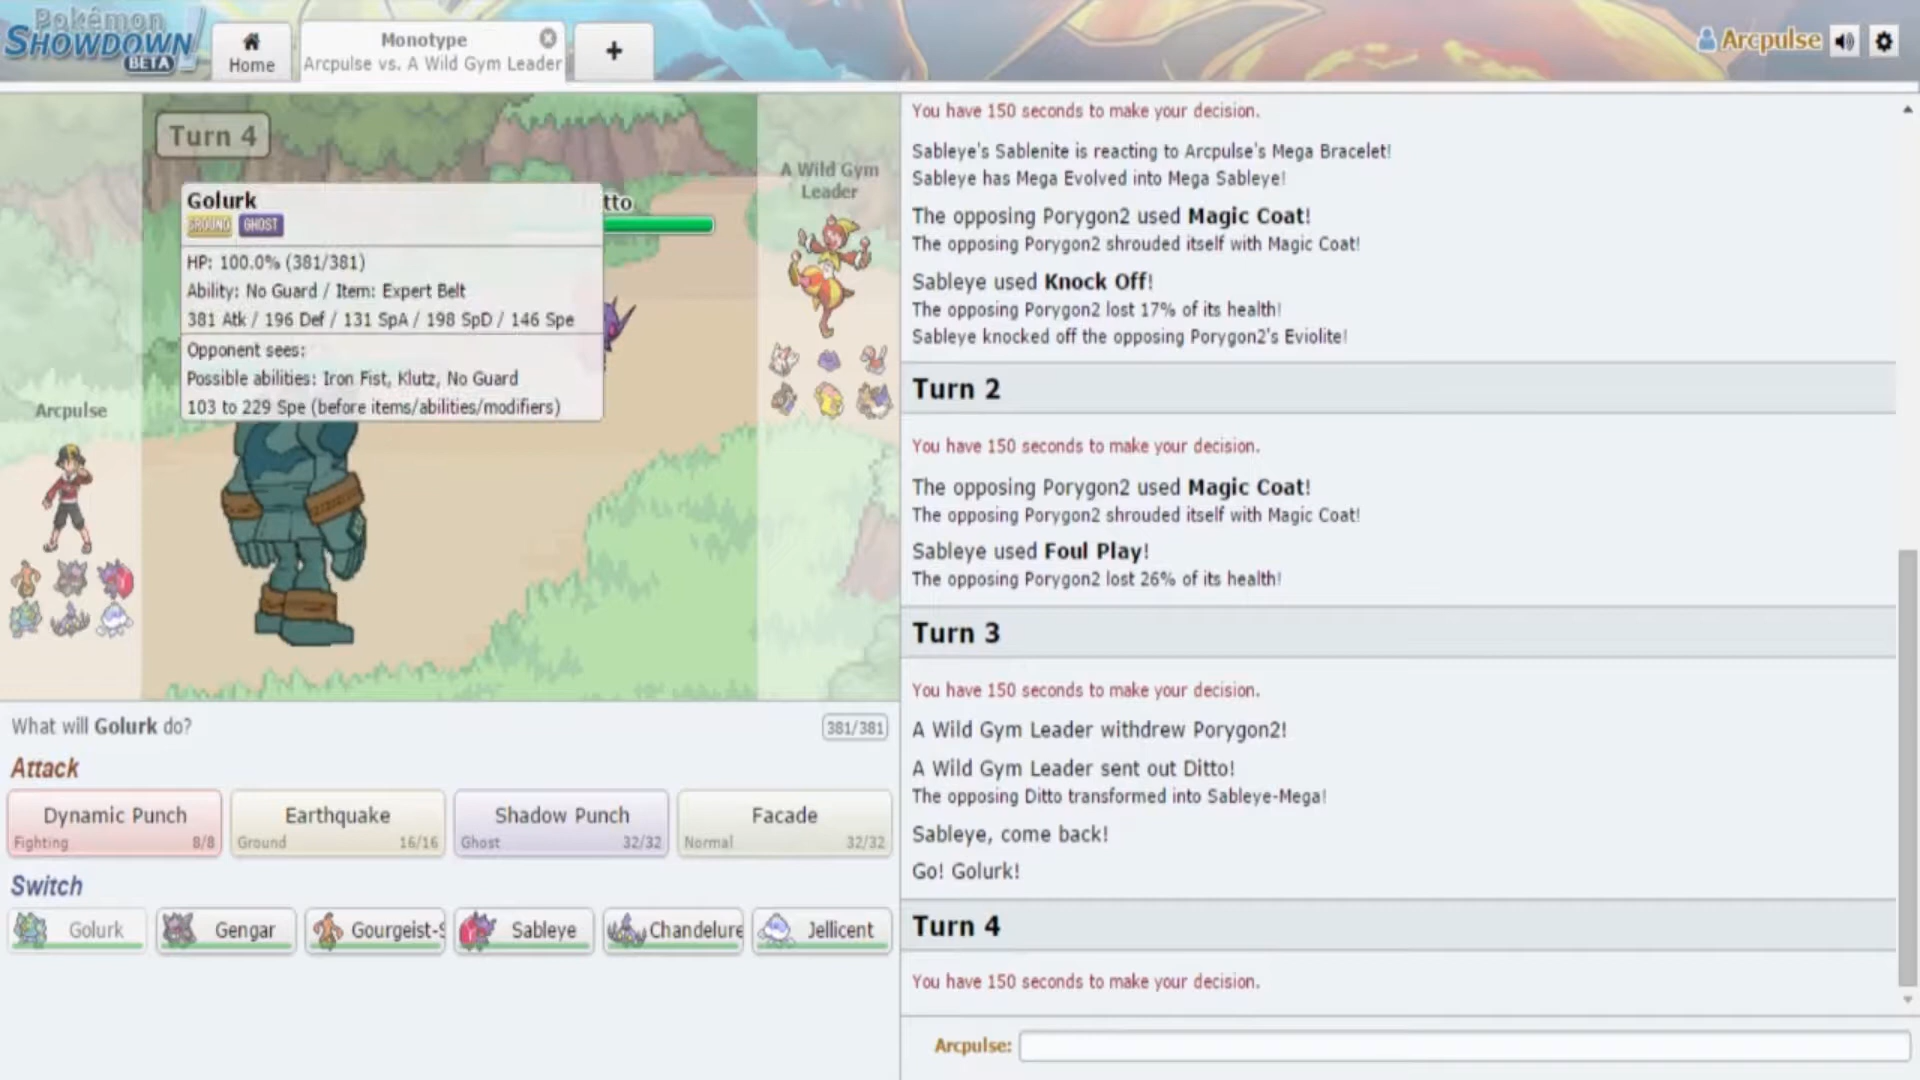 Pokémon
SHOWDOWN!
BETA
Home
Monotype
Arcpulse vs. A Wild Gym Leader
+
Arcpulse
Turn 4
A Wild Gym
Leader
tto
Golurk
GROUND GHOST
HP: 100.0% (381/381)
Ability: No Guard / Item: Expert Belt
381 Atk / 196 Def / 131 SpA / 198 SpD / 146 Spe
Opponent sees:
Possible abilities: Iron Fist, Klutz, No Guard
103 to 229 Spe (before items/abilities/modifiers)
Arcpulse
What will Golurk do?
381/381
Attack
Dynamic Punch
Fighting 8/8
Earthquake
Ground 16/16
Shadow Punch
Ghost 32/32
Facade
Normal 32/32
Switch
Golurk
Gengar
Gourgeist-S
Sableye
Chandelure
Jellicent
You have 150 seconds to make your decision.
Sableye's Sablenite is reacting to Arcpulse's Mega Bracelet!
Sableye has Mega Evolved into Mega Sableye!
The opposing Porygon2 used Magic Coat!
The opposing Porygon2 shrouded itself with Magic Coat!
Sableye used Knock Off!
The opposing Porygon2 lost 17% of its health!
Sableye knocked off the opposing Porygon2's Eviolite!
Turn 2
You have 150 seconds to make your decision.
The opposing Porygon2 used Magic Coat!
The opposing Porygon2 shrouded itself with Magic Coat!
Sableye used Foul Play!
The opposing Porygon2 lost 26% of its health!
Turn 3
You have 150 seconds to make your decision.
A Wild Gym Leader withdrew Porygon2!
A Wild Gym Leader sent out Ditto!
The opposing Ditto transformed into Sableye-Mega!
Sableye, come back!
Go! Golurk!
Turn 4
You have 150 seconds to make your decision.
Arcpulse: